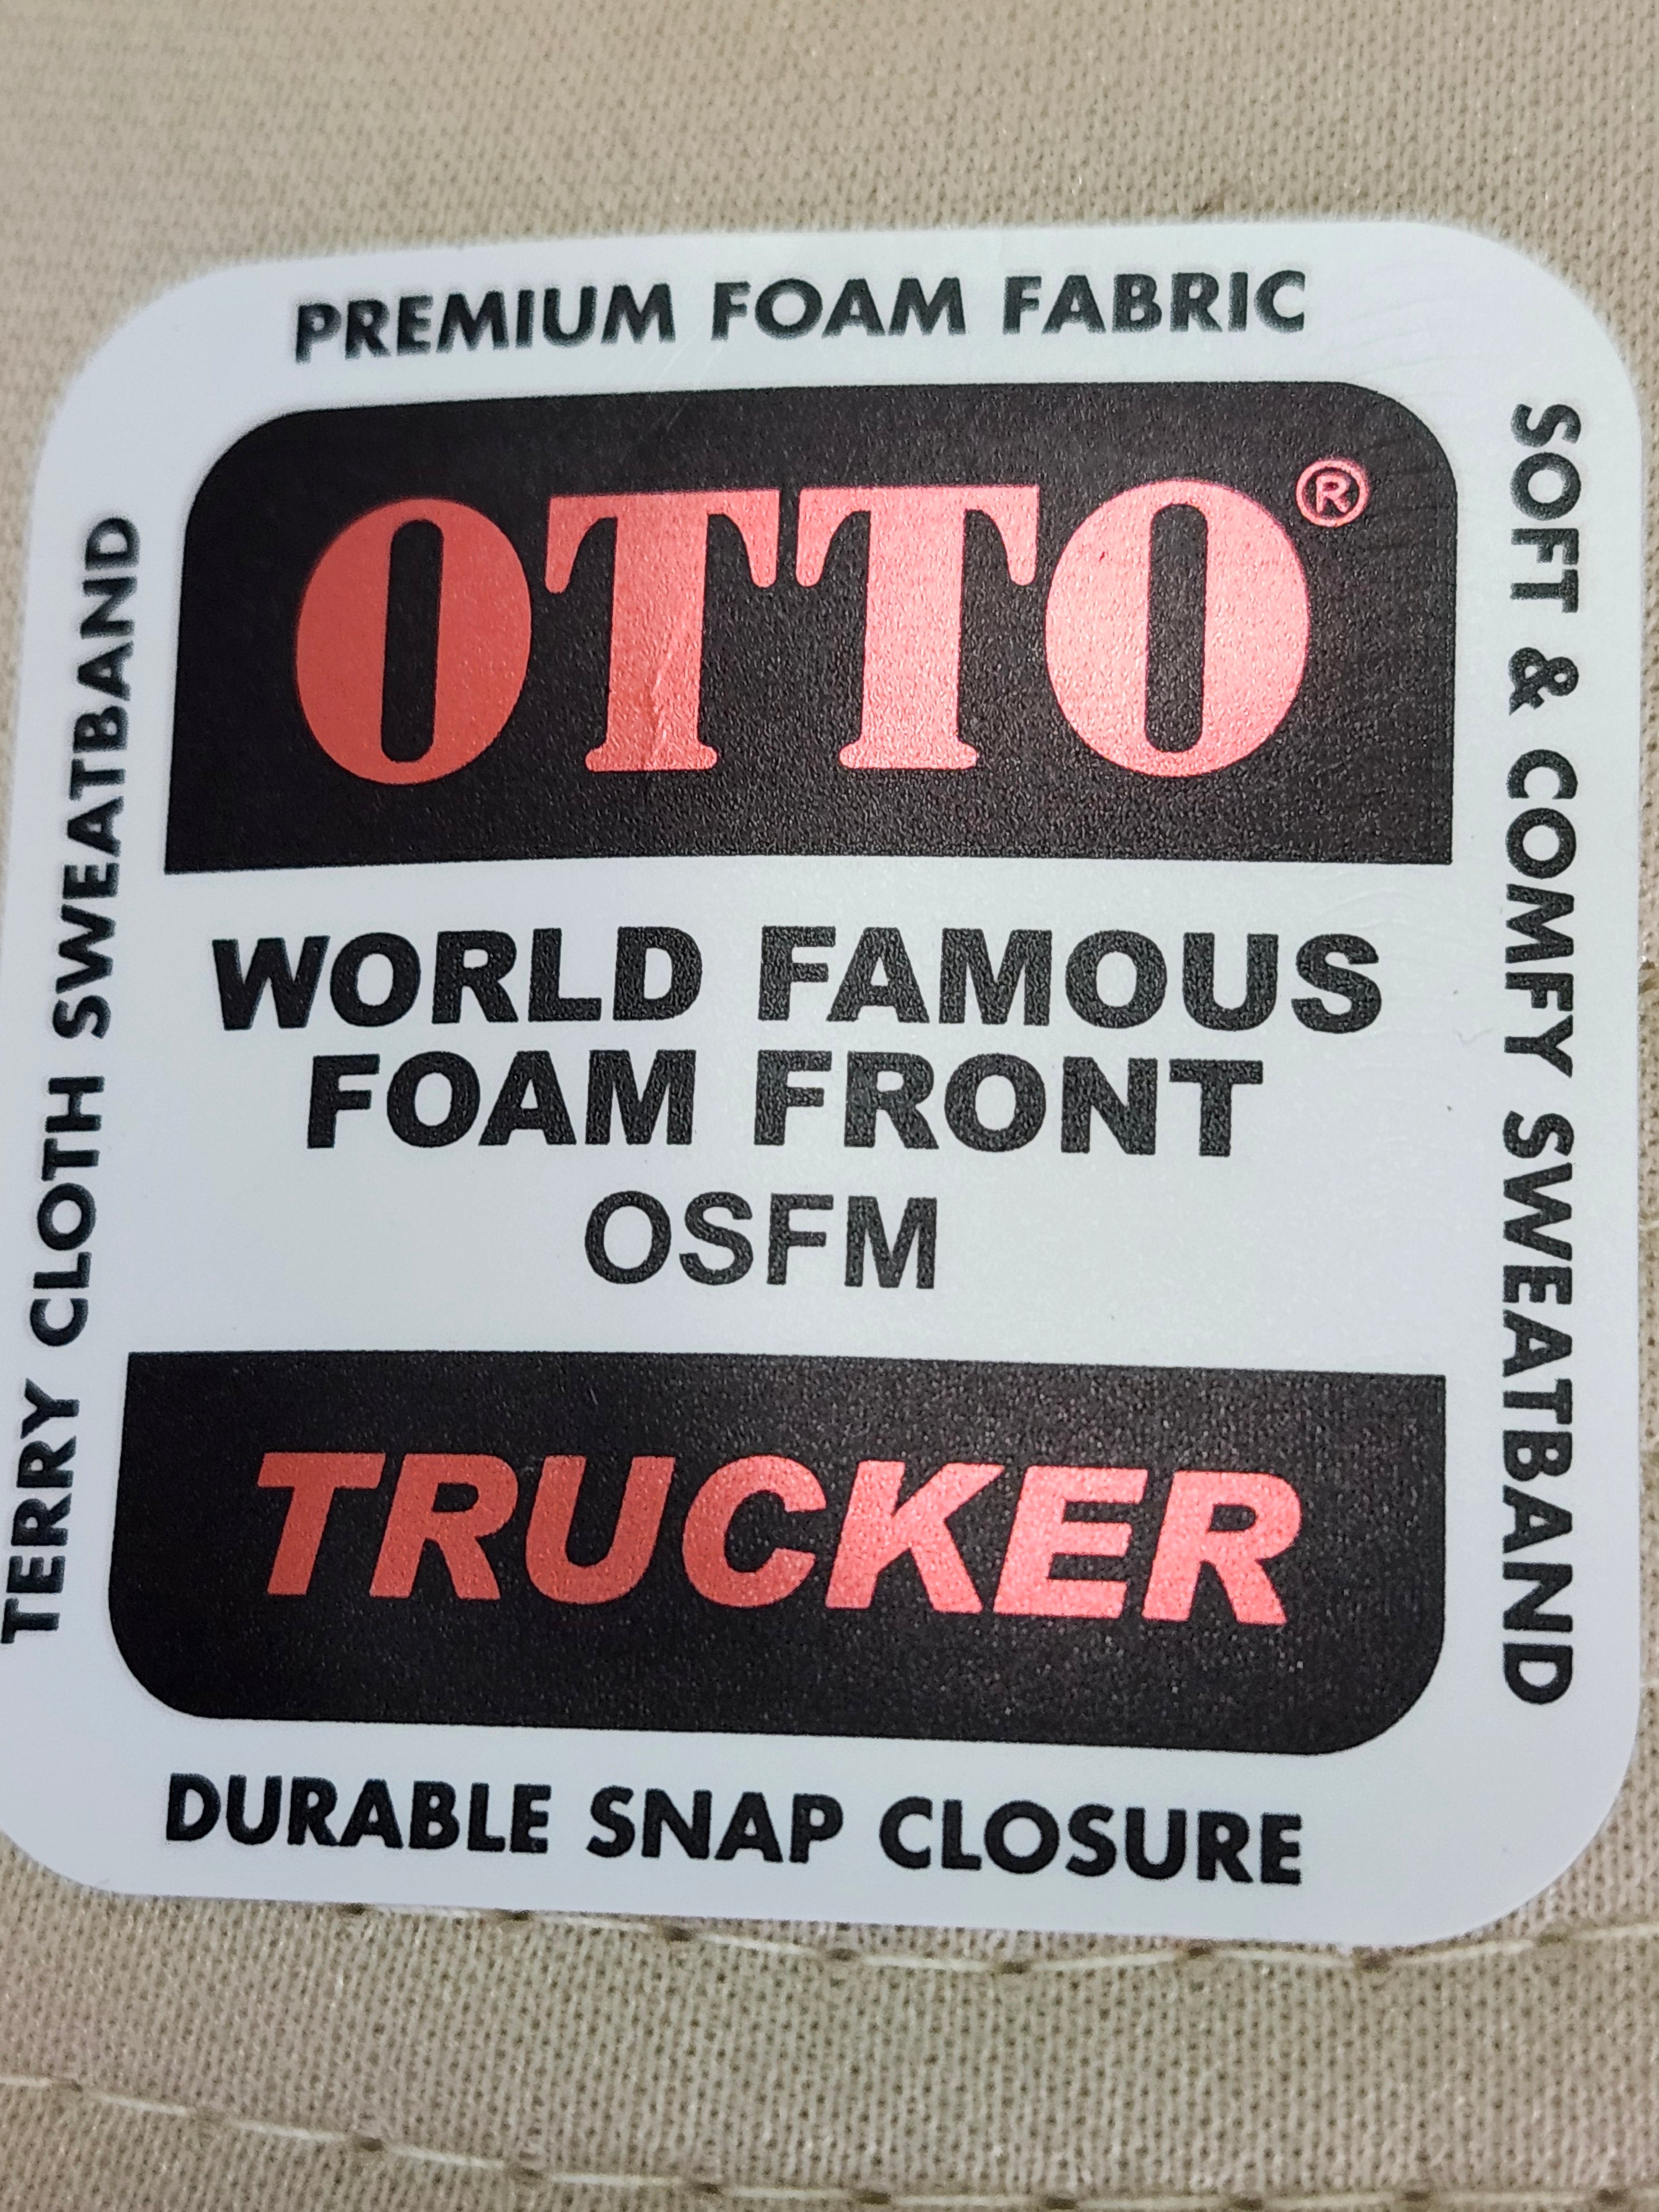 PREMIUM FOAM FABRIC
OTTO®
WORLD FAMOUS
FOAM FRONT
OSFM
TRUCKER
DURABLE SNAP CLOSURE
TERRY CLOTH SWEATBAND
SOFT & COMFY SWEATBAND